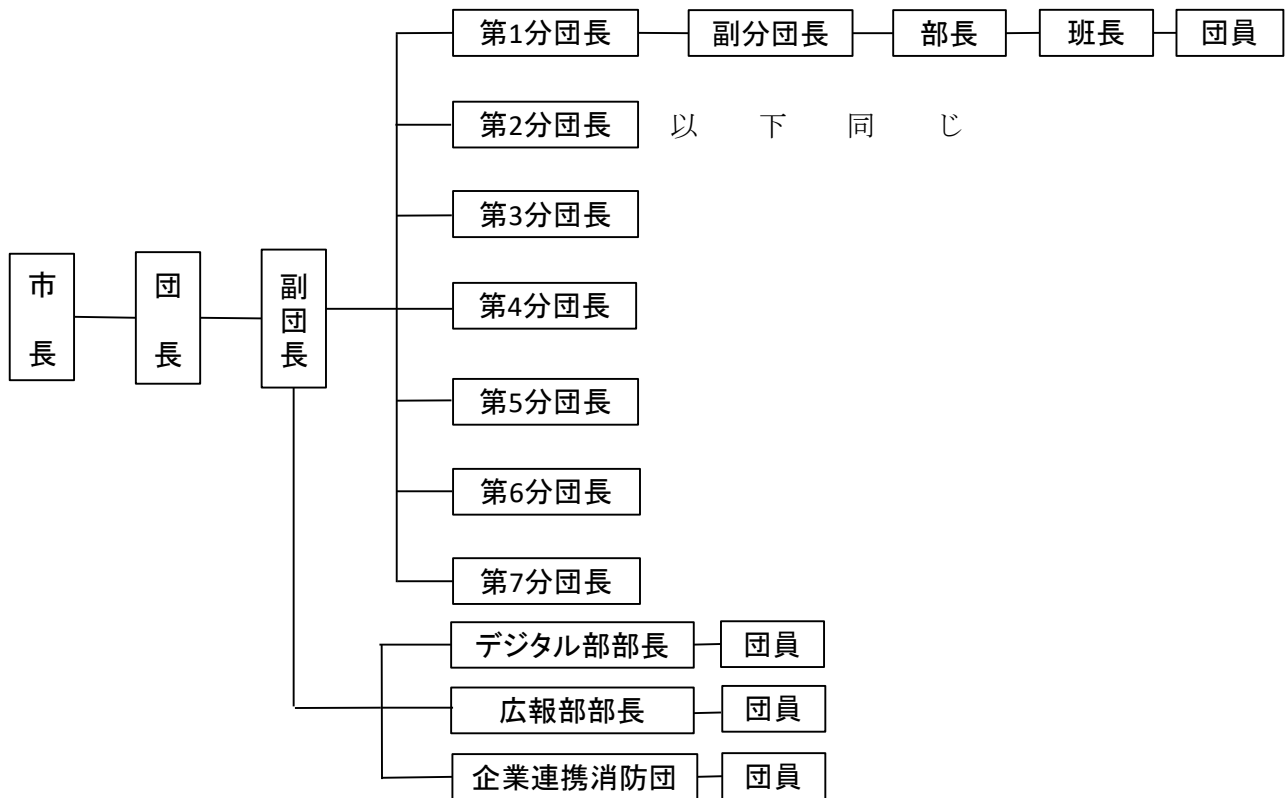 第1分団長 副分団長 部長 班長 団員
第2分団長 以下同じ
第3分団長
市長 団長 副団長
第4分団長
第5分団長
第6分団長
第7分団長
デジタル部部長 団員
広報部部長 団員
企業連携消防団 団員